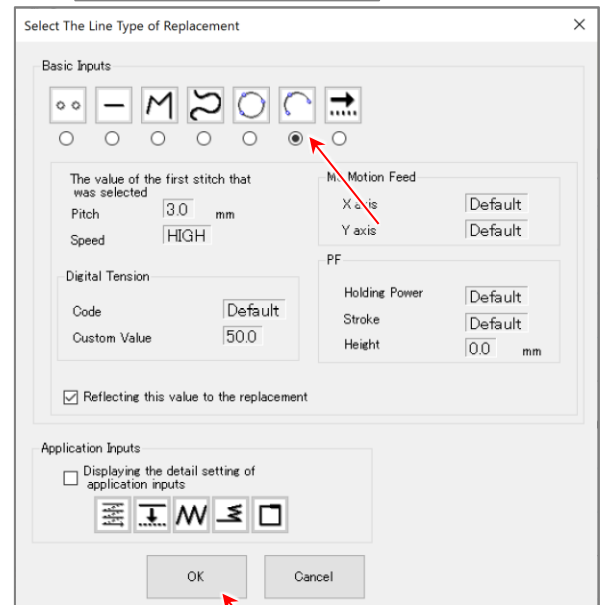 Select The Line Type of Replacement
Basic Inputs
The value of the first stitch that
was selected
Pitch 3.0 mm
Speed HIGH
Motion Feed
X axis Default
Y axis Default
Digital Tension
Code Default
Custom Value 50.0
PF
Holding Power Default
Stroke Default
Height 0.0 mm
Reflecting this value to the replacement
Application Inputs
Displaying the detail setting of
application inputs
OK
Cancel